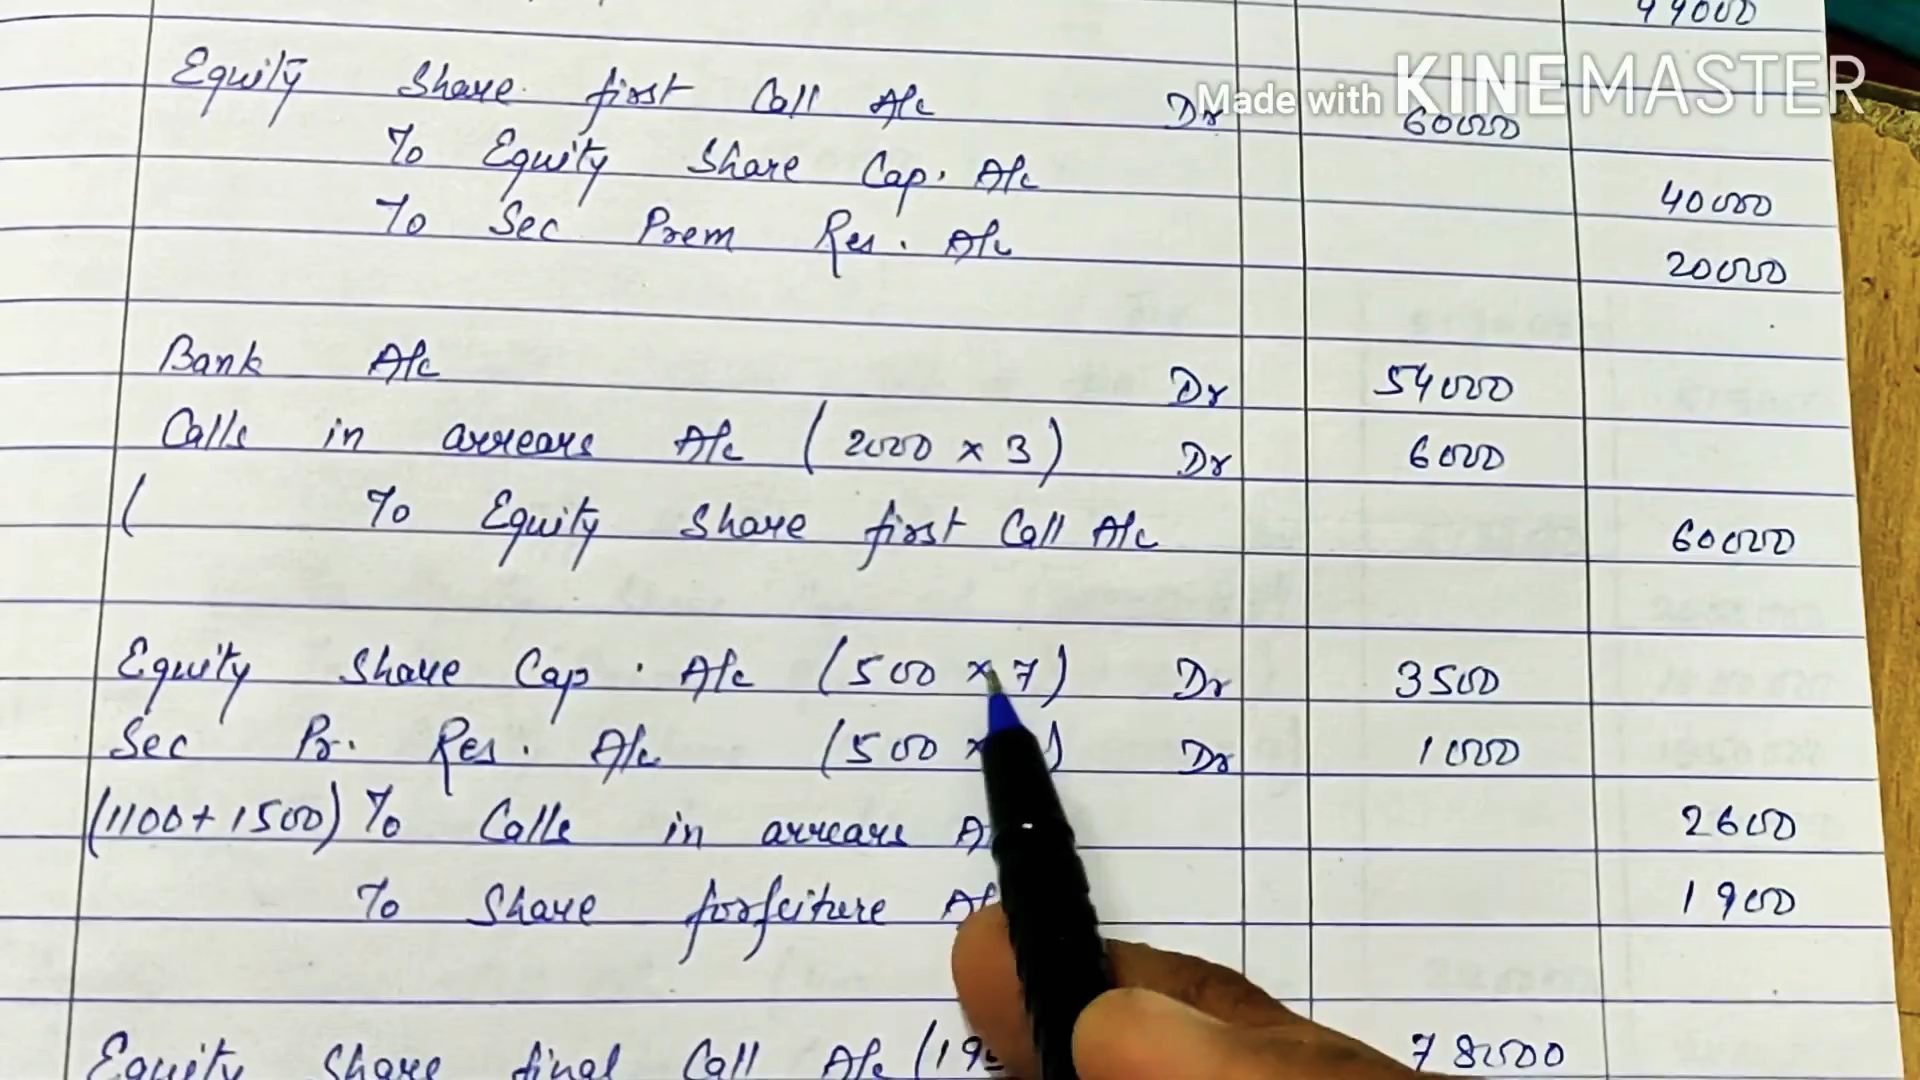 99000
Made with KINEMASTER
Equity Share first Call A/c Dr 60000
To Equity Share Cap. A/c 40000
To Sec Prem Res. A/c 20000
Bank A/c Dr 54000
Calls in arrears A/c (2000 × 3) Dr 6000
( To Equity Share first Call A/c 60000
Equity Share Cap. A/c (500 × 7) Dr 3500
Sec Pr. Res. A/c (500 × ) Dr 1000
(1100 + 1500) To Calls in arrears 2600
To Share forfeiture A/c 1900
Equity Share final Call A/c (19 78000